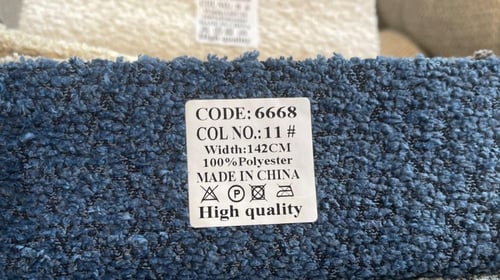 CODE: 6668
COL NO.: 11 #
Width:142CM
100%Polyester
MADE IN CHINA
P
High quality